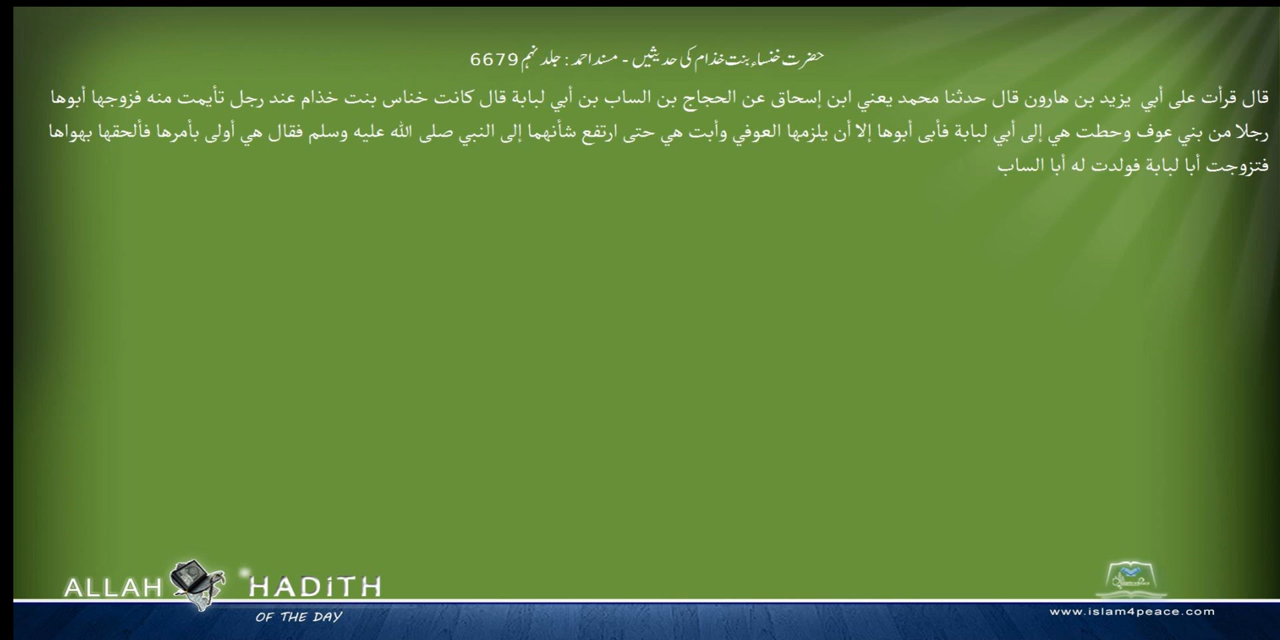 حضرت خنساء بنت خذام کی حدیثیں - مسند احمد : جلد نہم 6679
قال قرأت على أبي يزيد بن هارون قال حدثنا محمد يعني ابن إسحاق عن الحجاج بن الساب بن أبي لبابة قال كانت خناس بنت خذام عند رجل تأيمت منه فزوجها أبوها
رجلا من بني عوف وحطت هي إلى أبي لبابة فأبى أبوها إلا أن يلزمها العوفي وأبت هي حتى ارتفع شأنهما إلى النبي صلى الله عليه وسلم فقال هي أولى بأمرها فألحقها بهواها
فتزوجت أبا لبابة فولدت له أبا الساب
ALLAH HADITH
OF THE DAY
www.islam4peace.com